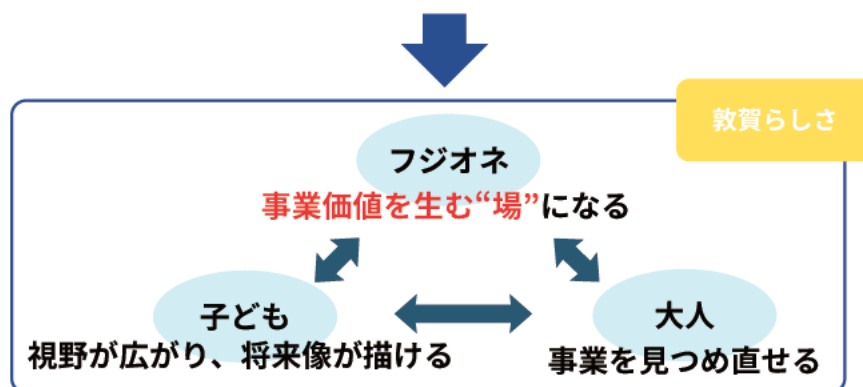 敦賀らしさ
フジオネ
事業価値を生む“場”になる
子ども
視野が広がり、将来像が描ける
大人
事業を見つめ直せる